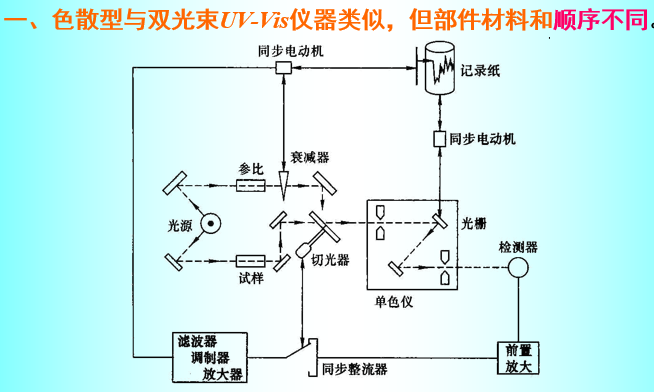 一、色散型与双光束UV-Vis仪器类似，但部件材料和顺序不同。
同步电动机
记录纸
同步电动机
衰减器
参比
光源
光栅
检测器
切光器
试样
单色仪
滤波器
调制器
放大器
同步整流器
前置
放大